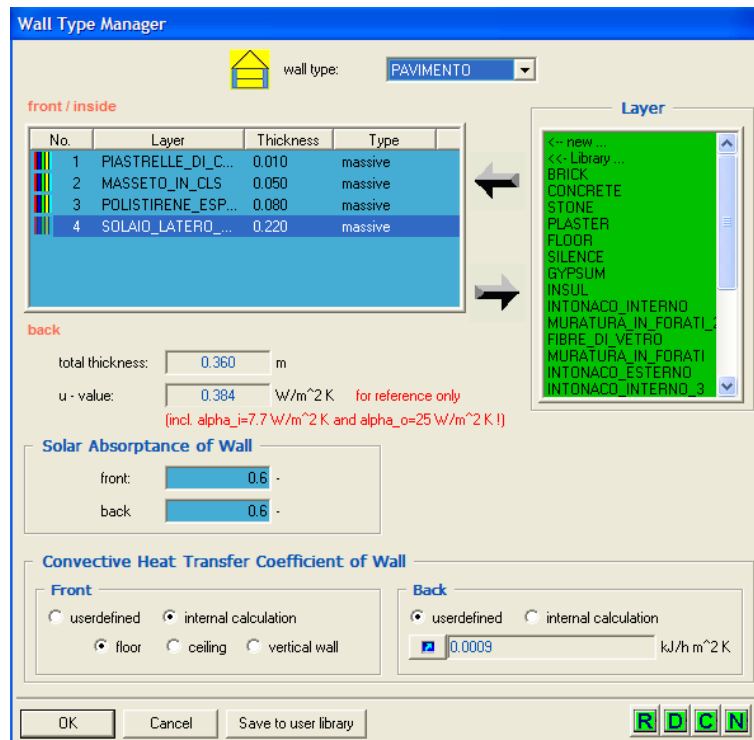 Wall Type Manager
wall type: PAVIMENTO
front / inside
No. Layer Thickness Type
1 PIASTRELLE_DI_C... 0.010 massive
2 MASSETO_IN_CLS 0.050 massive
3 POLISTIRENE_ESP... 0.080 massive
4 SOLAIO_LATERO_... 0.220 massive
Layer
<-- new ...
<<- Library ...
BRICK
CONCRETE
STONE
PLASTER
FLOOR
SILENCE
GYPSUM
INSUL
INTONACO_INTERNO
MURATURA_IN_FORATI_2
FIBRE_DI_VETRO
MURATURA_IN_FORATI
INTONACO_ESTERNO
INTONACO_INTERNO_3
back
total thickness: 0.360 m
u - value: 0.384 W/m^2 K for reference only
(incl. alpha_i=7.7 W/m^2 K and alpha_o=25 W/m^2 K !)
Solar Absorptance of Wall
front: 0.6 -
back 0.6 -
Convective Heat Transfer Coefficient of Wall
Front
userdefined internal calculation
floor ceiling vertical wall
Back
userdefined internal calculation
0.0009 kJ/h m^2 K
OK Cancel Save to user library R D C N